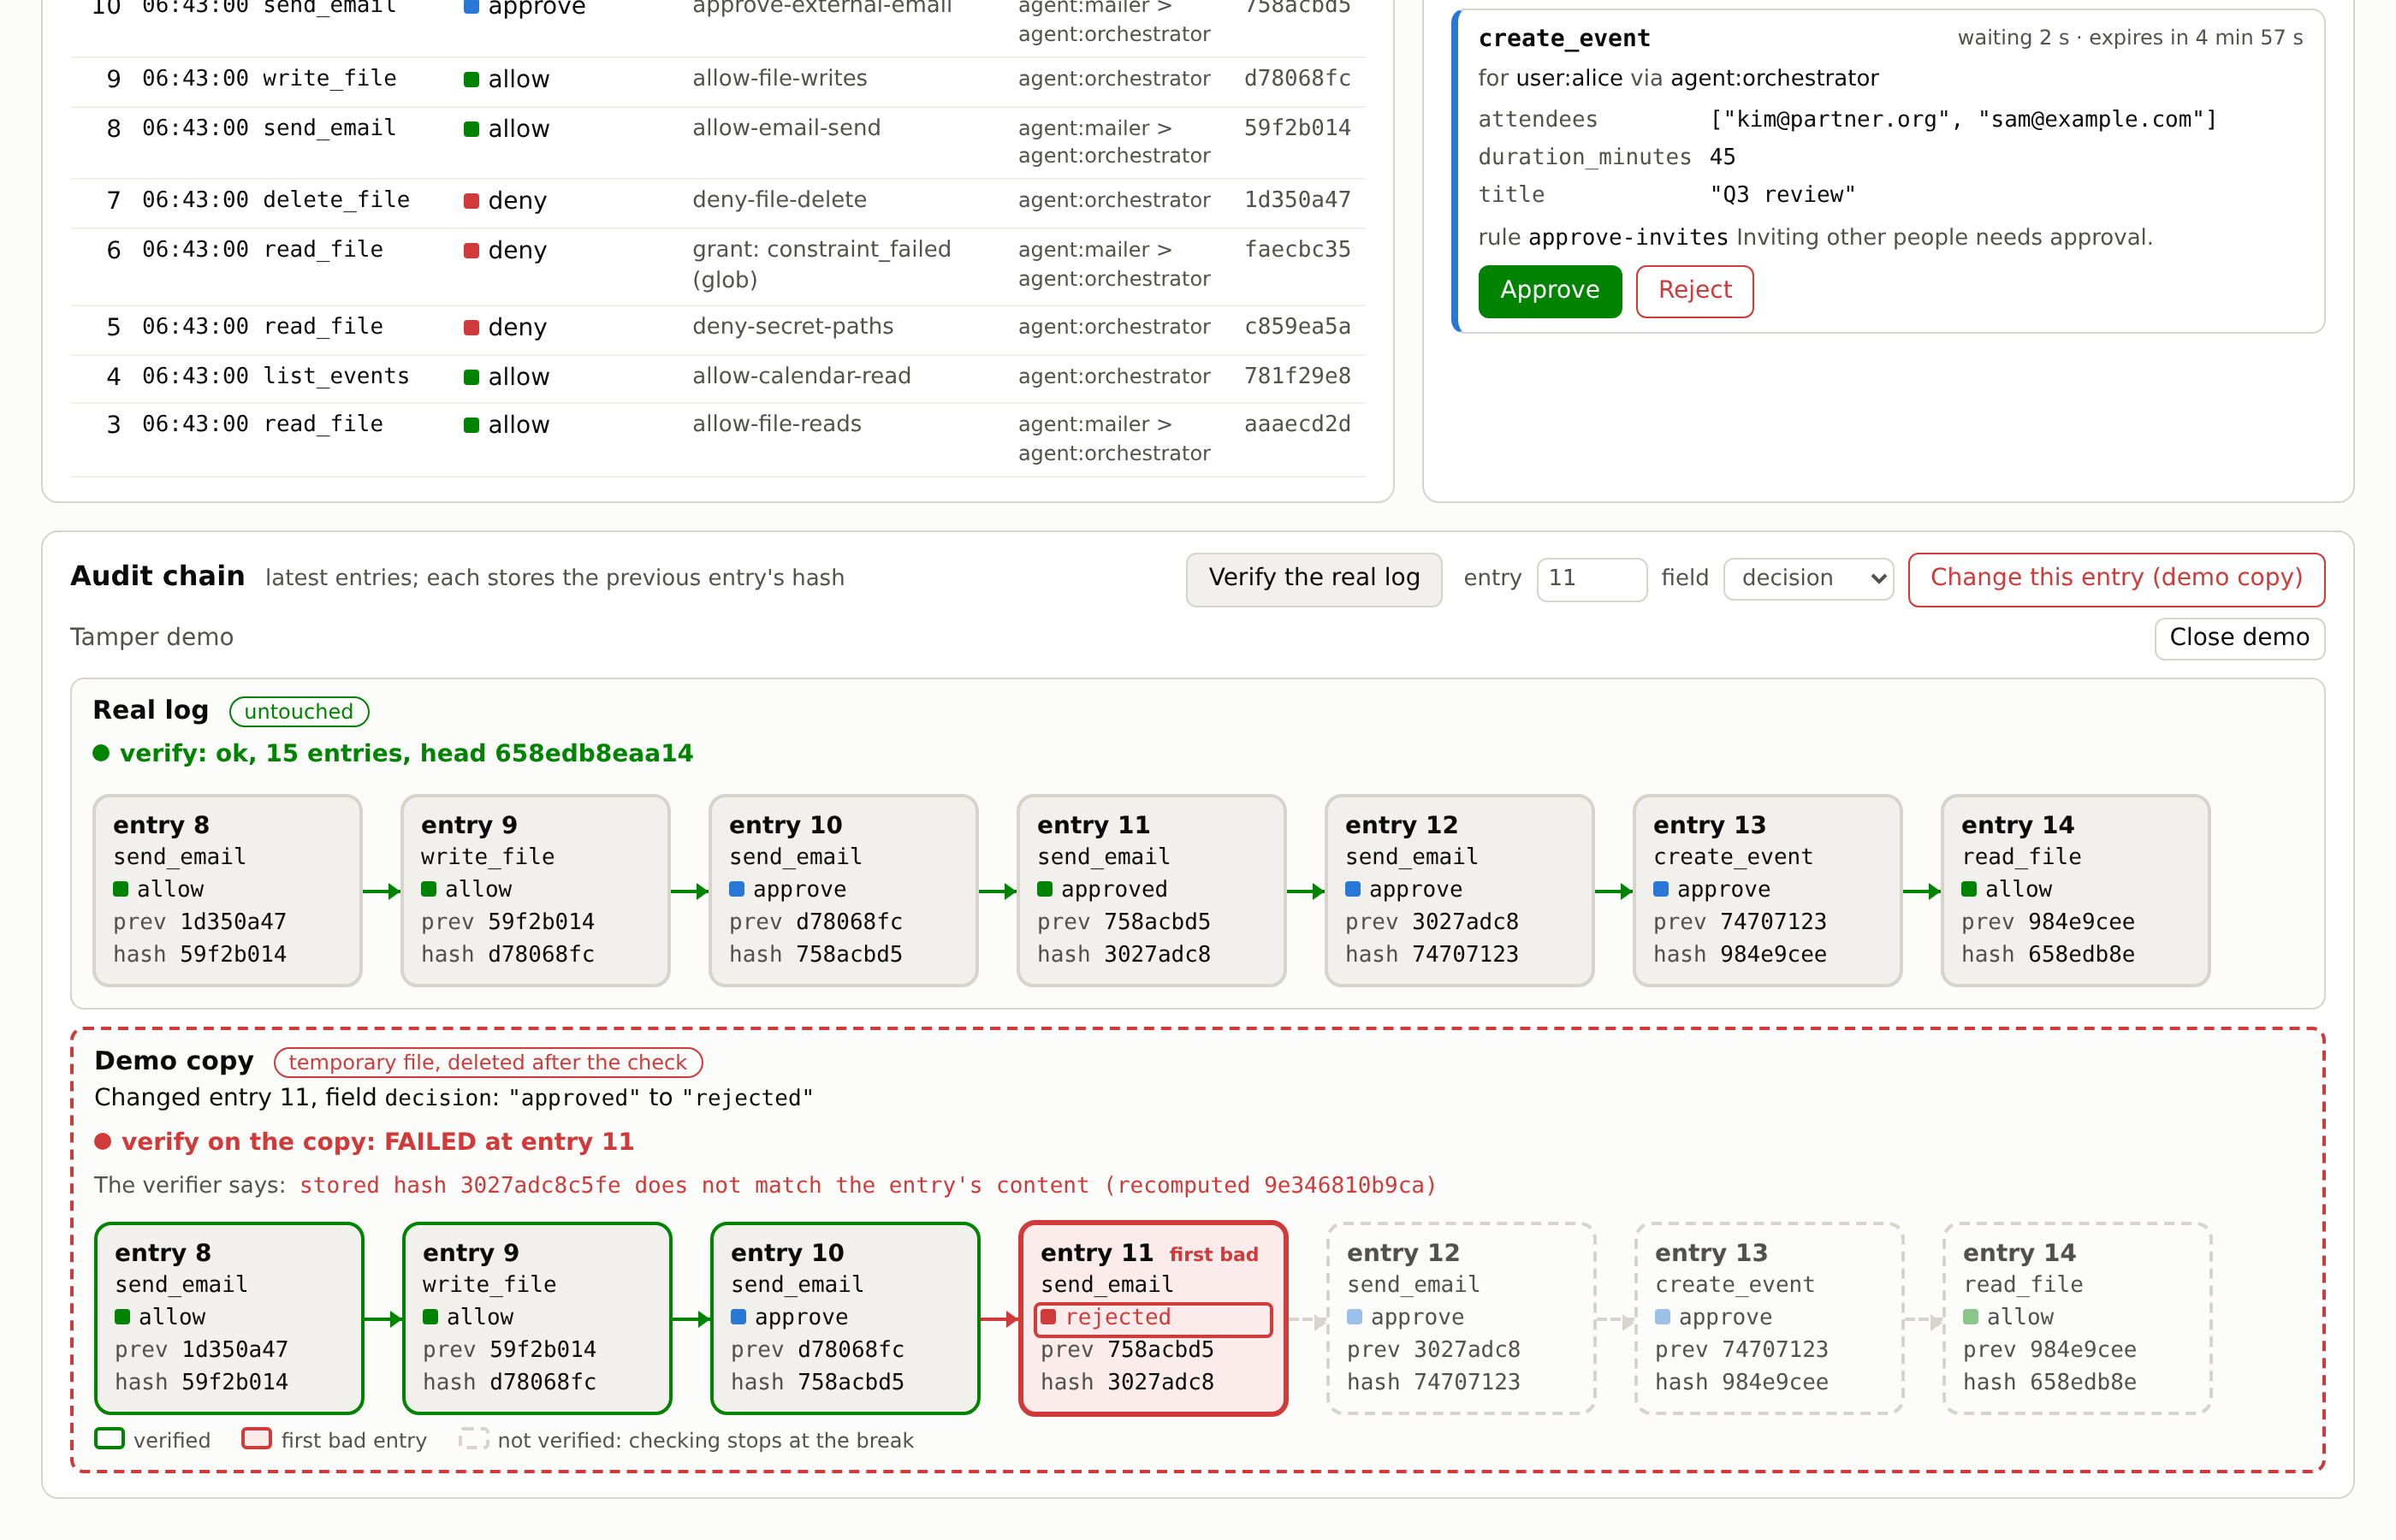 10 06:43:00 send_email approve approve-external-email agent:mailer > 758acbd5
agent:orchestrator
9 06:43:00 write_file allow allow-file-writes agent:orchestrator d78068fc
8 06:43:00 send_email allow allow-email-send agent:mailer > 59f2b014
agent:orchestrator
7 06:43:00 delete_file deny deny-file-delete agent:orchestrator 1d350a47
6 06:43:00 read_file deny grant: constraint_failed agent:mailer > faecbc35
(glob) agent:orchestrator
5 06:43:00 read_file deny deny-secret-paths agent:orchestrator c859ea5a
4 06:43:00 list_events allow allow-calendar-read agent:orchestrator 781f29e8
3 06:43:00 read_file allow allow-file-reads agent:mailer > aaaecd2d
agent:orchestrator
create_event waiting 2 s · expires in 4 min 57 s
for user:alice via agent:orchestrator
attendees ["kim@partner.org", "sam@example.com"]
duration_minutes 45
title "Q3 review"
rule approve-invites Inviting other people needs approval.
Approve Reject
Audit chain latest entries; each stores the previous entry's hash Verify the real log entry 11 field decision Change this entry (demo copy)
Tamper demo Close demo
Real log untouched
verify: ok, 15 entries, head 658edb8eaa14
entry 8 entry 9 entry 10 entry 11 entry 12 entry 13 entry 14
send_email write_file send_email send_email send_email create_event read_file
allow allow approve approved approve approve allow
prev 1d350a47 prev 59f2b014 prev d78068fc prev 758acbd5 prev 3027adc8 prev 74707123 prev 984e9cee
hash 59f2b014 hash d78068fc hash 758acbd5 hash 3027adc8 hash 74707123 hash 984e9cee hash 658edb8e
Demo copy temporary file, deleted after the check
Changed entry 11, field decision: "approved" to "rejected"
verify on the copy: FAILED at entry 11
The verifier says: stored hash 3027adc8c5fe does not match the entry's content (recomputed 9e346810b9ca)
entry 8 entry 9 entry 10 entry 11 first bad entry 12 entry 13 entry 14
send_email write_file send_email send_email send_email create_event read_file
allow allow approve rejected approve approve allow
prev 1d350a47 prev 59f2b014 prev d78068fc prev 758acbd5 prev 3027adc8 prev 74707123 prev 984e9cee
hash 59f2b014 hash d78068fc hash 758acbd5 hash 3027adc8 hash 74707123 hash 984e9cee hash 658edb8e
verified first bad entry not verified: checking stops at the break